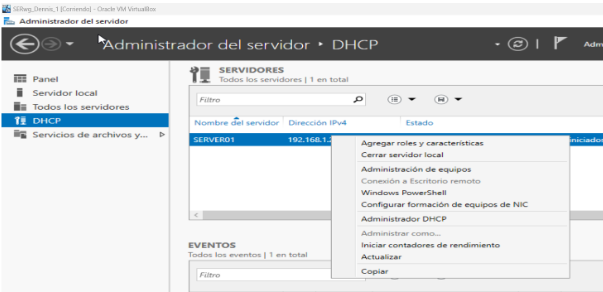 SERwg_Dennis_1 [Corriendo] - Oracle VM VirtualBox
Administrador del servidor
Administrador del servidor • DHCP
Adm
Panel
Servidor local
Todos los servidores
DHCP
Servicios de archivos y...
SERVIDORES
Todos los servidores | 1 en total
Filtro
Nombre del servidor Dirección IPv4 Estado
SERVER01 192.168.1.2
iniciados
Agregar roles y características
Cerrar servidor local
Administración de equipos
Conexión a Escritorio remoto
Windows PowerShell
Configurar formación de equipos de NIC
Administrador DHCP
Administrar como...
Iniciar contadores de rendimiento
Actualizar
Copiar
EVENTOS
Todos los eventos | 1 en total
Filtro